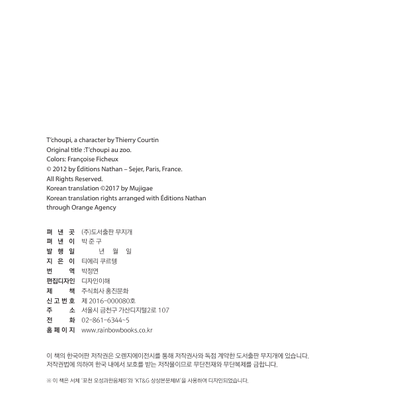 T'choupi, a character by Thierry Courtin
Original title :T'choupi au zoo.
Colors: Françoise Ficheux
© 2012 by Éditions Nathan – Sejer, Paris, France.
All Rights Reserved.
Korean translation ©2017 by Mujigae
Korean translation rights arranged with Éditions Nathan
through Orange Agency
펴 낸 곳 (주)도서출판 무지개
펴 낸 이 박 준 구
발 행 일 년 월 일
지 은 이 티에리 쿠르탱
번 역 박정연
편집디자인 디자인이해
제 책 주식회사 홍진문화
신 고 번 호 제 2016-000080호
주 소 서울시 금천구 가산디지털2로 107
전 화 02-861-6344~5
홈 페 이 지 www.rainbowbooks.co.kr
이 책의 한국어판 저작권은 오렌지에이전시를 통해 저작권사와 독점 계약한 도서출판 무지개에 있습니다.
저작권법에 의하여 한국 내에서 보호를 받는 저작물이므로 무단전재와 무단복제를 금합니다.
※ 이 책은 서체 '포천 오성과한음체B'와 'KT&G 상상본문체M'을 사용하여 디자인되었습니다.